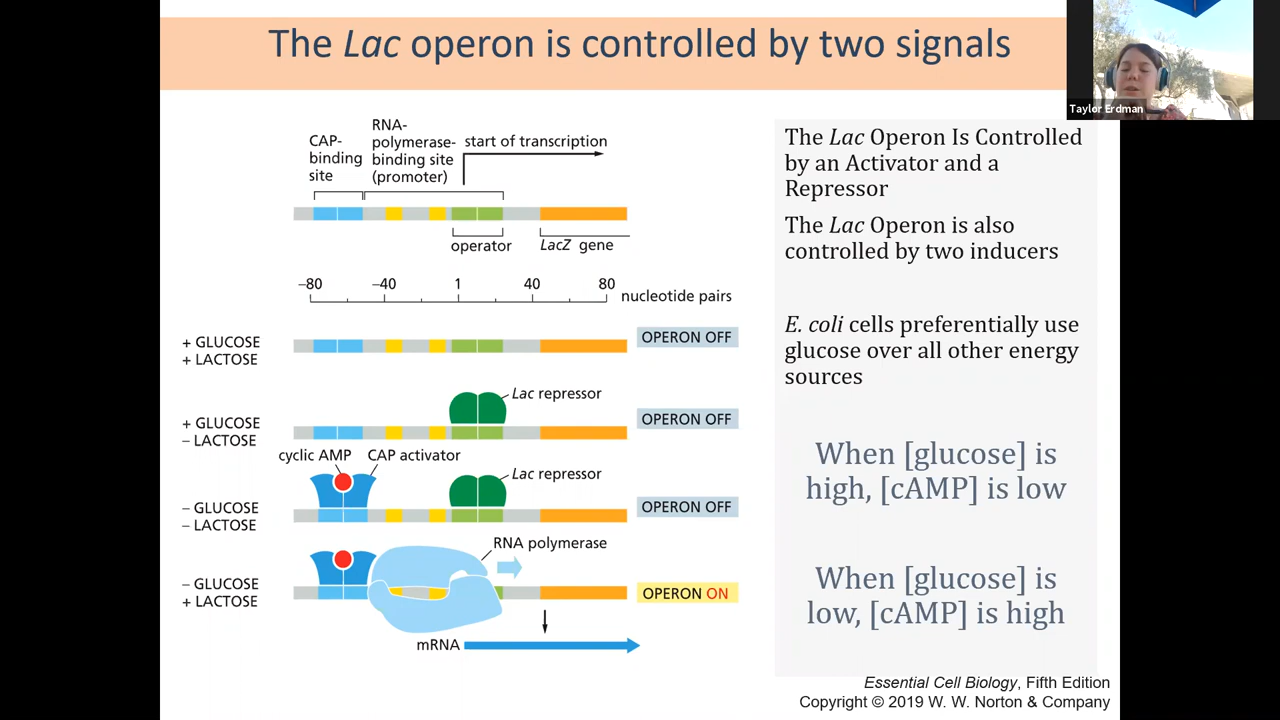 The Lac operon is controlled by two signals
Taylor Erdman
CAP-
binding
site
RNA-
polymerase-
binding site
(promoter)
start of transcription
operator
LacZ gene
−80
−40
1
40
80
nucleotide pairs
+ GLUCOSE
+ LACTOSE
OPERON OFF
+ GLUCOSE
− LACTOSE
Lac repressor
OPERON OFF
cyclic AMP
CAP activator
− GLUCOSE
− LACTOSE
Lac repressor
OPERON OFF
− GLUCOSE
+ LACTOSE
RNA polymerase
OPERON ON
mRNA
The Lac Operon Is Controlled
by an Activator and a
Repressor
The Lac Operon is also
controlled by two inducers
E. coli cells preferentially use
glucose over all other energy
sources
When [glucose] is
high, [cAMP] is low
When [glucose] is
low, [cAMP] is high
Essential Cell Biology, Fifth Edition
Copyright © 2019 W. W. Norton & Company